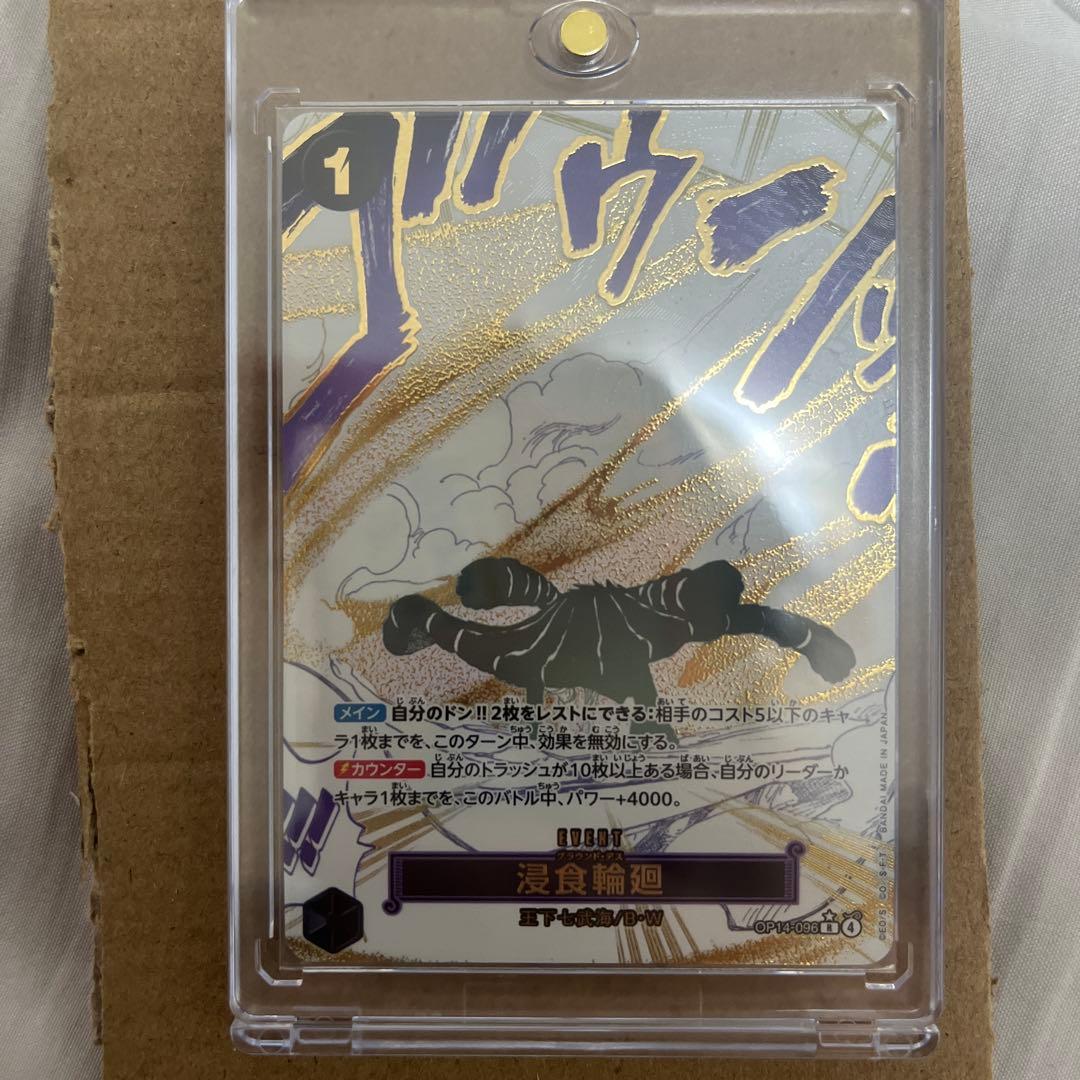 1
グウー
メイン 自分のドン!!2枚をレストにできる:相手のコスト5以下のキャ
ラ1枚までを、このターン中、効果を無効にする。
カウンター 自分のトラッシュが10枚以上ある場合、自分のリーダーか
キャラ1枚までを、このバトル中、パワー+4000。
EVENT
グラウンド・デス
浸食輪廻
王下七武海/B・W
OP14-096 R 4
BANDAI MADE IN JAPAN